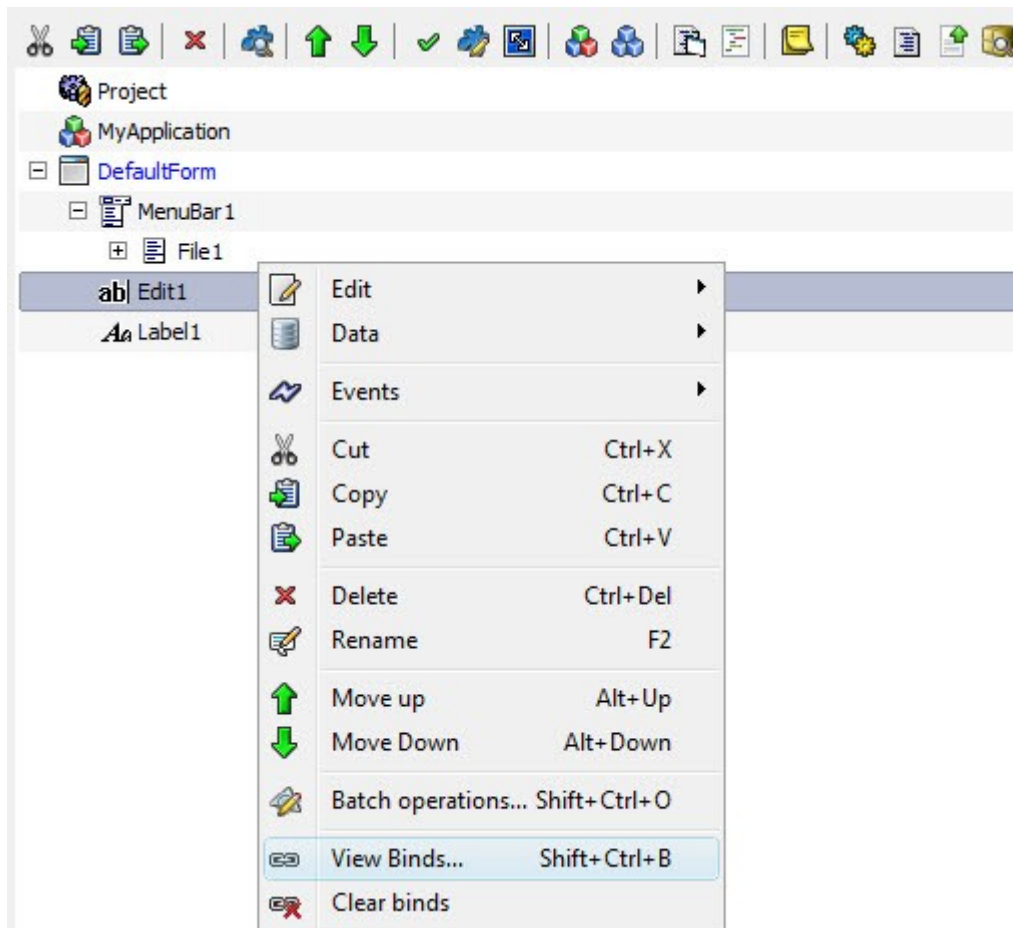 Project
MyApplication
DefaultForm
MenuBar1
File1
ab Edit1
Aa Label1
Edit
Data
Events
Cut Ctrl+X
Copy Ctrl+C
Paste Ctrl+V
Delete Ctrl+Del
Rename F2
Move up Alt+Up
Move Down Alt+Down
Batch operations... Shift+Ctrl+O
View Binds... Shift+Ctrl+B
Clear binds